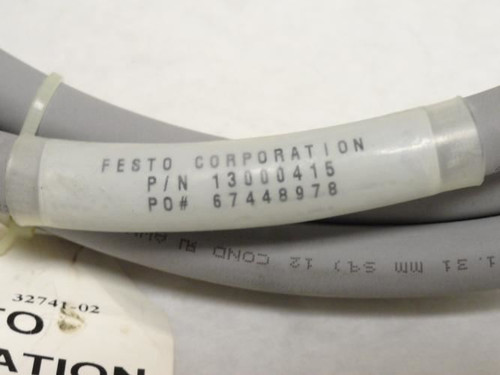 FESTO CORPORATION
P/N 13000415
PO# 67448978
1.31 mm Sq.) 12 COND
32741-02
TO
ATION